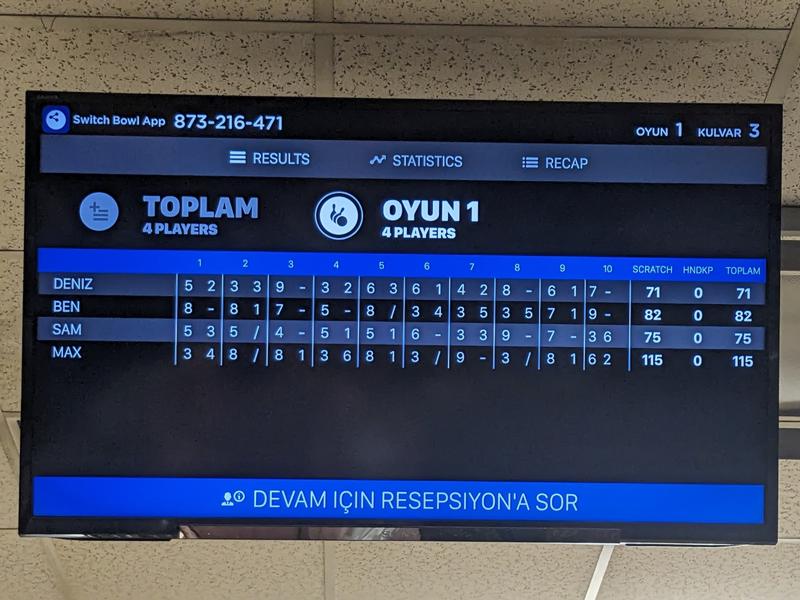 Switch Bowl App 873-216-471 OYUN 1 KULVAR 3
RESULTS STATISTICS RECAP
TOPLAM OYUN 1
4 PLAYERS 4 PLAYERS
1 2 3 4 5 6 7 8 9 10 SCRATCH HNDKP TOPLAM
DENIZ 5 2 3 3 9 - 3 2 6 3 6 1 4 2 8 - 6 1 7 - 71 0 71
BEN 8 - 8 1 7 - 5 - 8 / 3 4 3 5 3 5 7 1 9 - 82 0 82
SAM 5 3 5 / 4 - 5 1 5 1 6 - 3 3 9 - 7 - 3 6 75 0 75
MAX 3 4 8 / 8 1 3 6 8 1 3 / 9 - 3 / 8 1 6 2 115 0 115
DEVAM IÇIN RESEPSIYON'A SOR